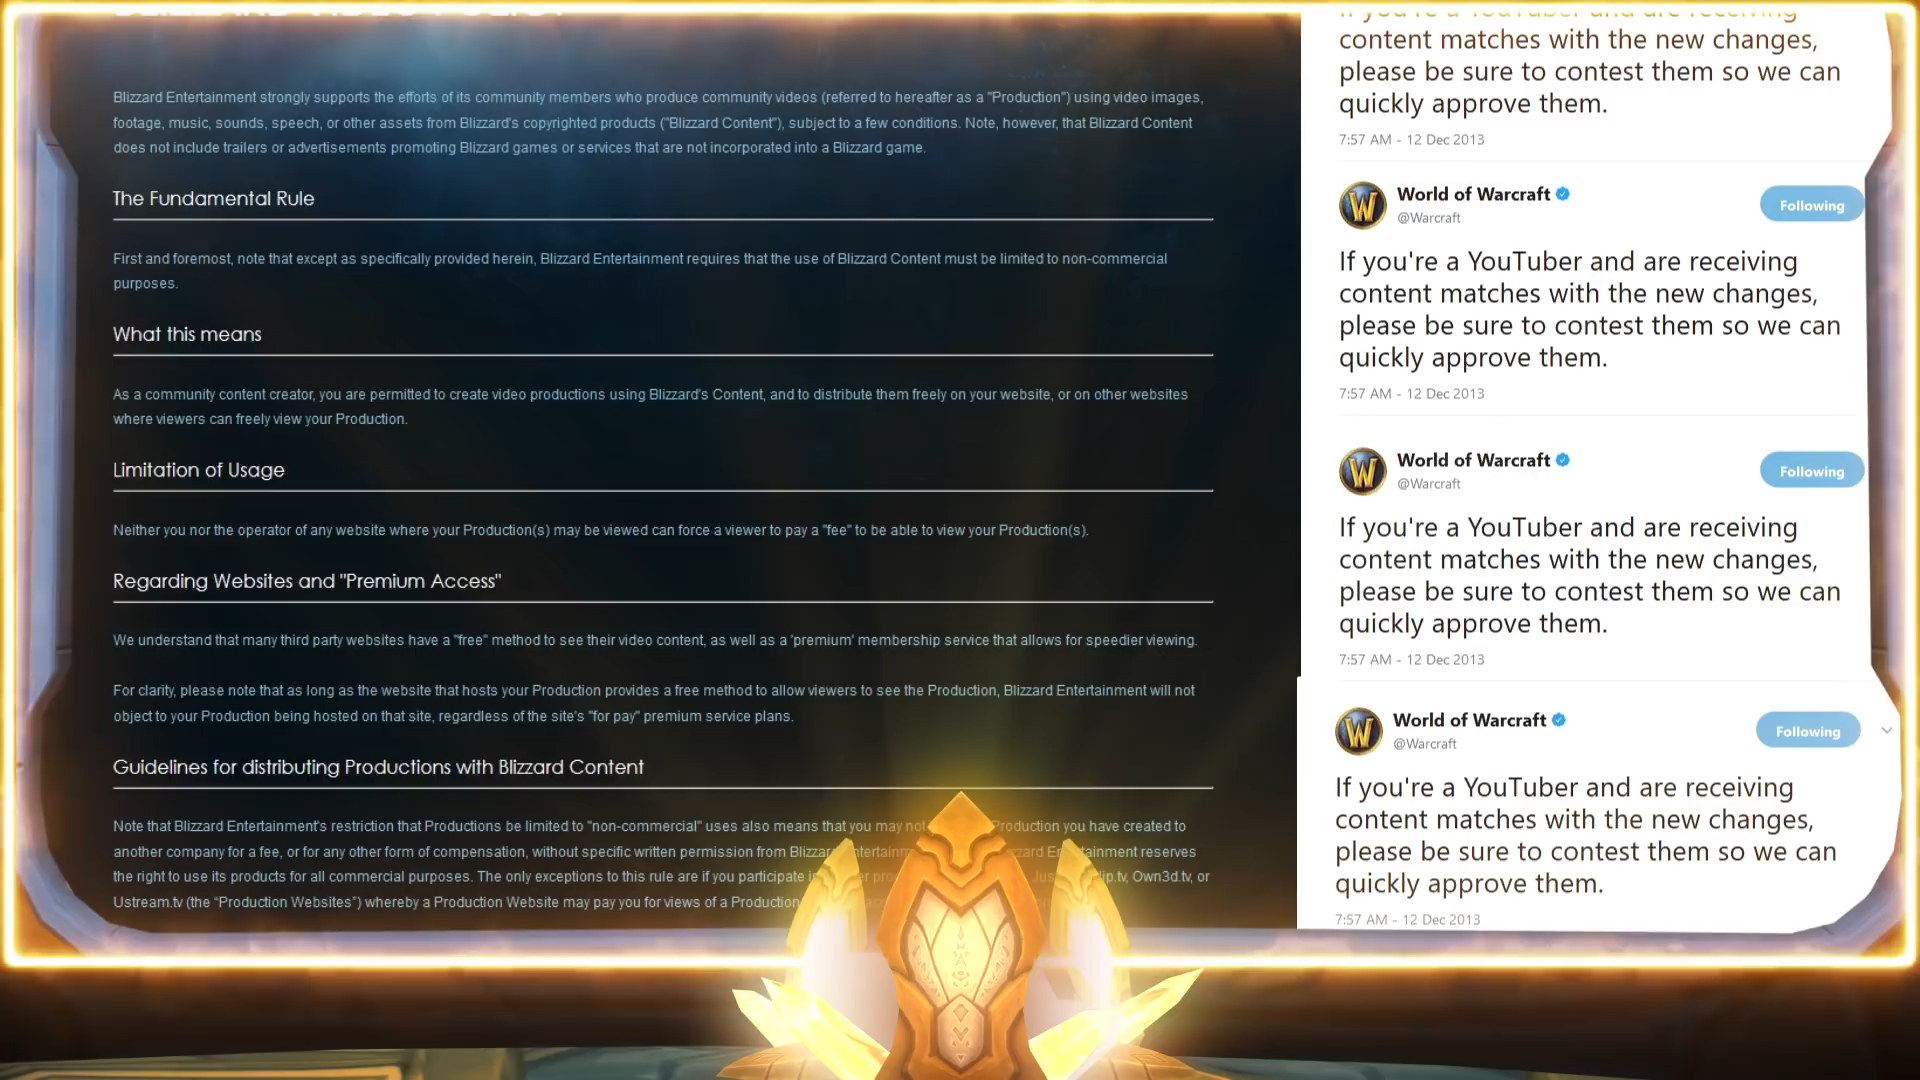 BLIZZARD VIDEO POLICY
Blizzard Entertainment strongly supports the efforts of its community members who produce community videos (referred to hereafter as a "Production") using video images,
footage, music, sounds, speech, or other assets from Blizzard's copyrighted products ("Blizzard Content"), subject to a few conditions. Note, however, that Blizzard Content
does not include trailers or advertisements promoting Blizzard games or services that are not incorporated into a Blizzard game.
The Fundamental Rule
First and foremost, note that except as specifically provided herein, Blizzard Entertainment requires that the use of Blizzard Content must be limited to non-commercial
purposes.
What this means
As a community content creator, you are permitted to create video productions using Blizzard's Content, and to distribute them freely on your website, or on other websites
where viewers can freely view your Production.
Limitation of Usage
Neither you nor the operator of any website where your Production(s) may be viewed can force a viewer to pay a "fee" to be able to view your Production(s).
Regarding Websites and "Premium Access"
We understand that many third party websites have a "free" method to see their video content, as well as a 'premium' membership service that allows for speedier viewing.
For clarity, please note that as long as the website that hosts your Production provides a free method to allow viewers to see the Production, Blizzard Entertainment will not
object to your Production being hosted on that site, regardless of the site's "for pay" premium service plans.
Guidelines for distributing Productions with Blizzard Content
Note that Blizzard Entertainment's restriction that Productions be limited to "non-commercial" uses also means that you may not Production you have created to
another company for a fee, or for any other form of compensation, without specific written permission from Blizzard Entertainment reserves
the right to use its products for all commercial purposes. The only exceptions to this rule are if you participate Own3d.tv, or
Ustream.tv (the "Production Websites") whereby a Production Website may pay you for views of a Production
If you're a YouTuber and are receiving
content matches with the new changes,
please be sure to contest them so we can
quickly approve them.
7:57 AM - 12 Dec 2013
World of Warcraft
Following
@Warcraft
If you're a YouTuber and are receiving
content matches with the new changes,
please be sure to contest them so we can
quickly approve them.
7:57 AM - 12 Dec 2013
World of Warcraft
Following
@Warcraft
If you're a YouTuber and are receiving
content matches with the new changes,
please be sure to contest them so we can
quickly approve them.
7:57 AM - 12 Dec 2013
World of Warcraft
Following
@Warcraft
If you're a YouTuber and are receiving
content matches with the new changes,
please be sure to contest them so we can
quickly approve them.
7:57 AM - 12 Dec 2013